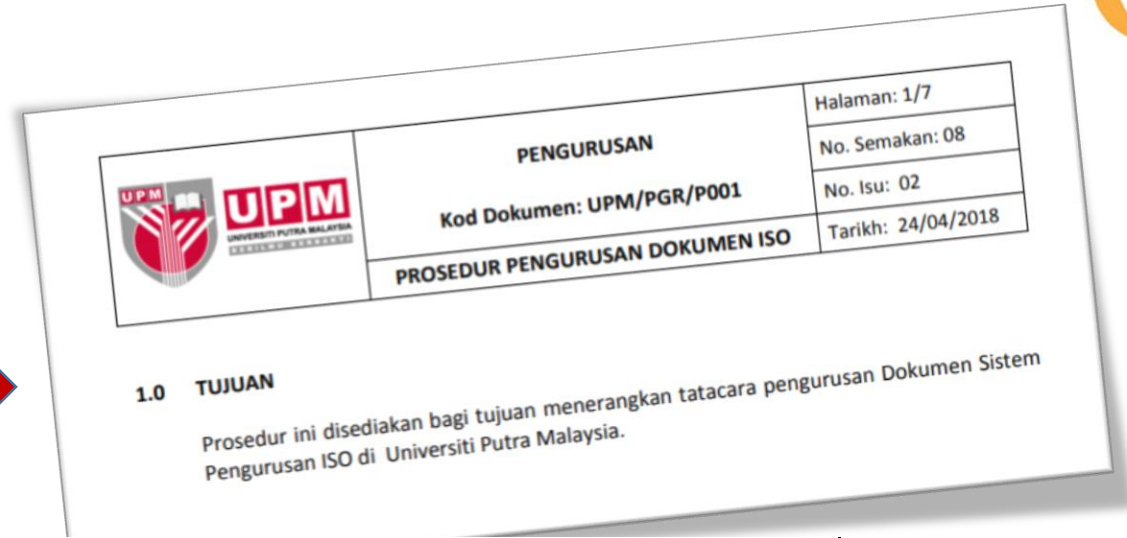 UPM
UPM
UNIVERSITI PUTRA MALAYSIA
BERILMU BERBAKTI
PENGURUSAN
Kod Dokumen: UPM/PGR/P001
PROSEDUR PENGURUSAN DOKUMEN ISO
Halaman: 1/7
No. Semakan: 08
No. Isu: 02
Tarikh: 24/04/2018
1.0 TUJUAN
Prosedur ini disediakan bagi tujuan menerangkan tatacara pengurusan Dokumen Sistem
Pengurusan ISO di Universiti Putra Malaysia.